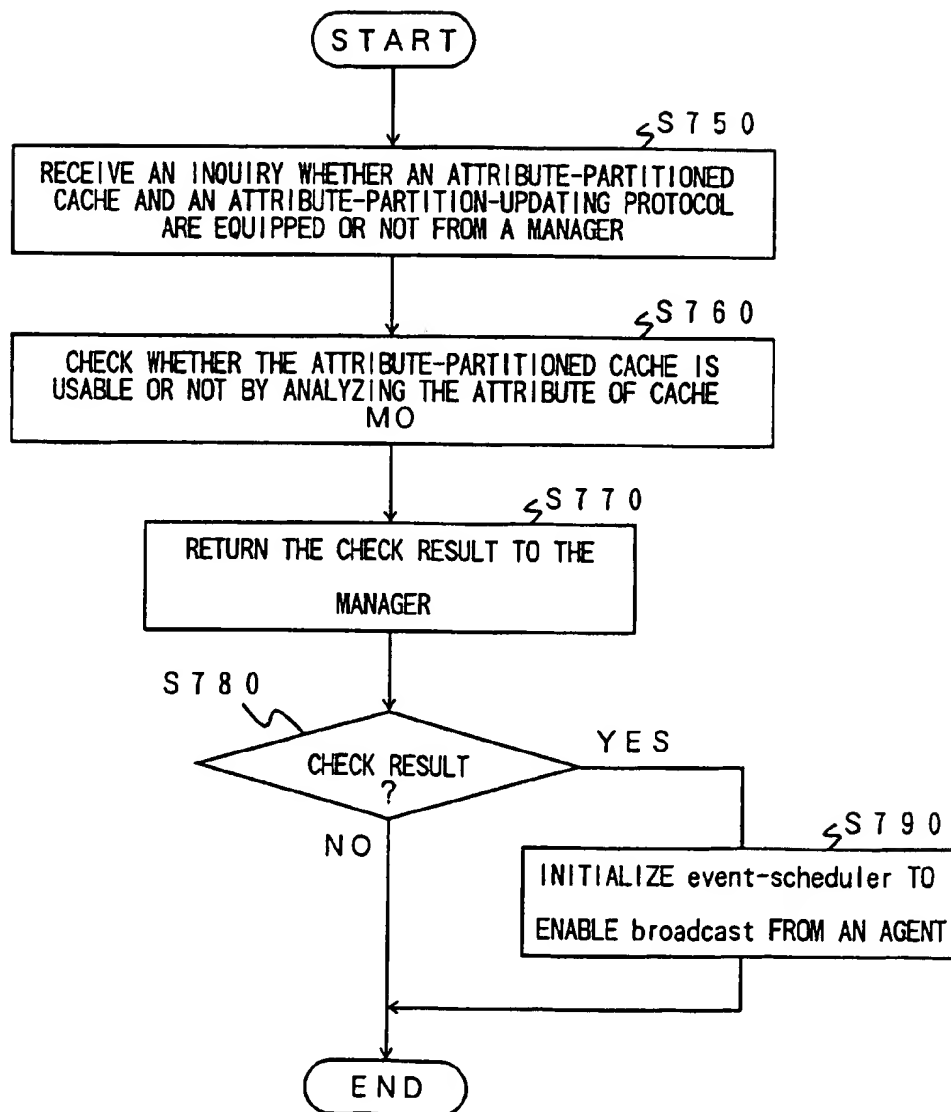 START
S750
RECEIVE AN INQUIRY WHETHER AN ATTRIBUTE-PARTITIONED
CACHE AND AN ATTRIBUTE-PARTITION-UPDATING PROTOCOL
ARE EQUIPPED OR NOT FROM A MANAGER
S760
CHECK WHETHER THE ATTRIBUTE-PARTITIONED CACHE IS
USABLE OR NOT BY ANALYZING THE ATTRIBUTE OF CACHE
MO
S770
RETURN THE CHECK RESULT TO THE
MANAGER
S780
CHECK RESULT
?
YES
NO
S790
INITIALIZE event-scheduler TO
ENABLE broadcast FROM AN AGENT
END